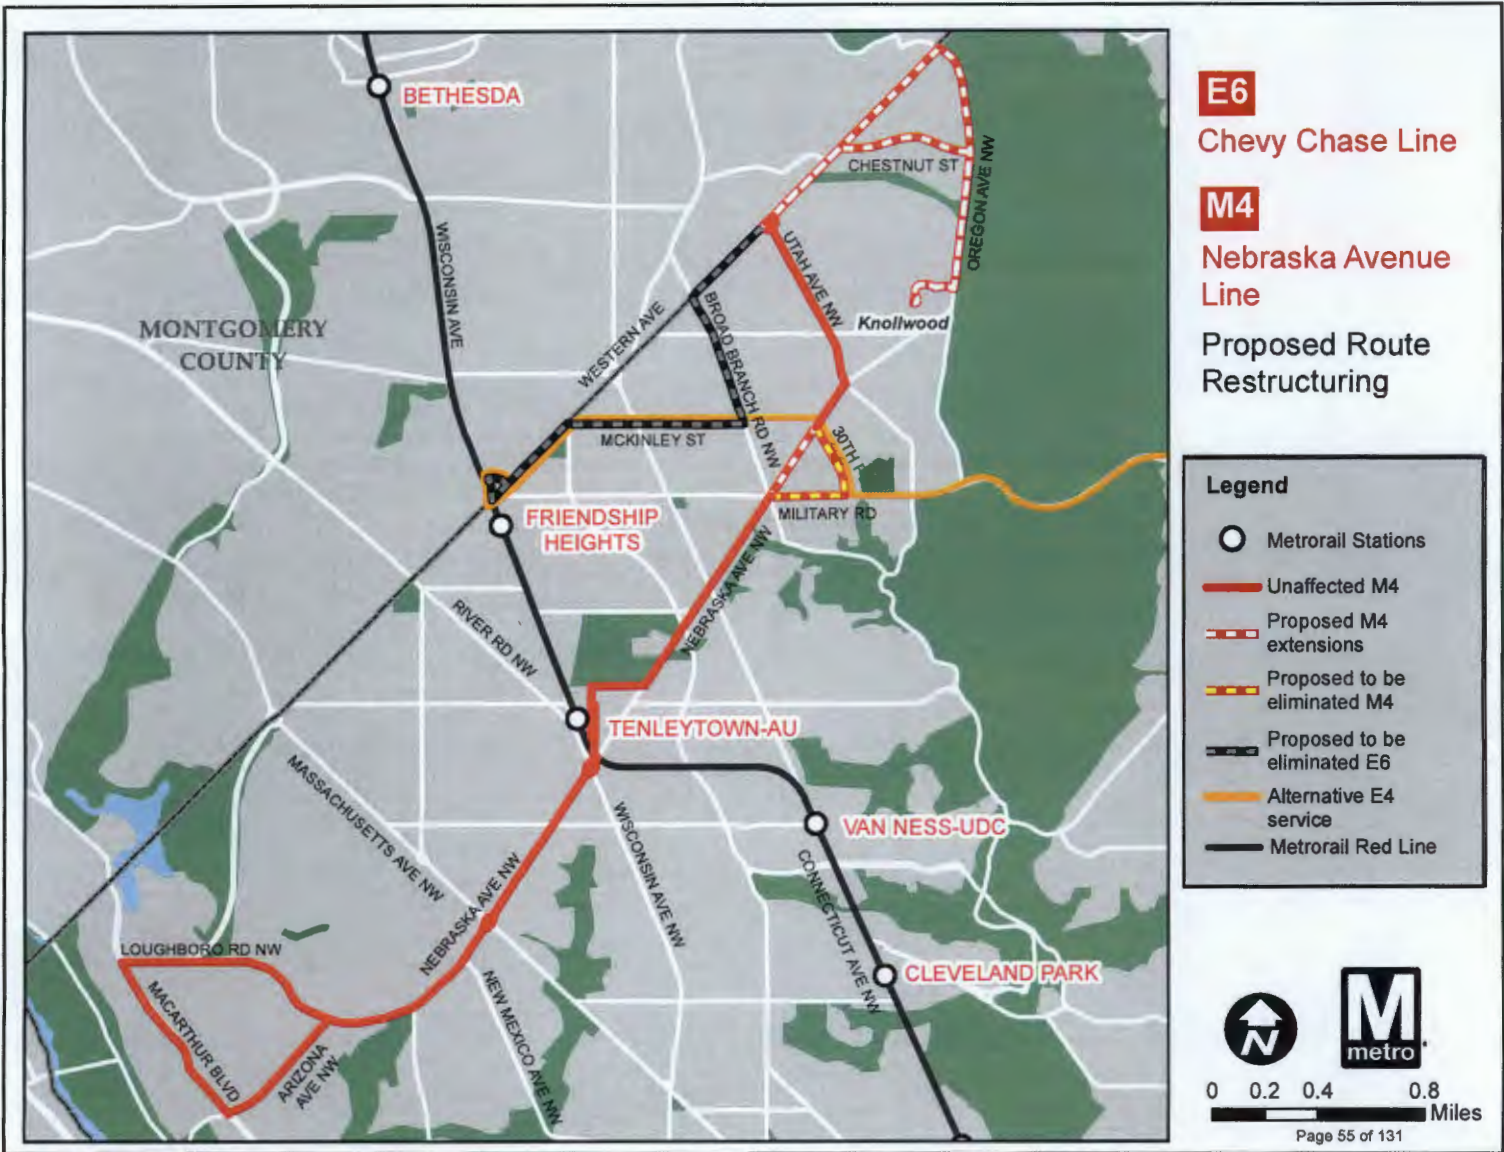 BETHESDA
CHESTNUT ST
OREGON AVE NW
WISCONSIN AVE
UTAH AVE NW
Knollwood
MONTGOMERY
COUNTY
WESTERN AVE
BROAD BRANCH RD NW
MCKINLEY ST
30TH
MILITARY RD
FRIENDSHIP
HEIGHTS
NEBRASKA AVE NW
RIVER RD NW
TENLEYTOWN-AU
MASSACHUSETTS AVE NW
WISCONSIN AVE NW
VAN NESS-UDC
CONNECTICUT AVE NW
NEBRASKA AVE NW
LOUGHBORO RD NW
CLEVELAND PARK
MACARTHUR BLVD
ARIZONA
AVE NW
NEW MEXICO AVE NW
E6
Chevy Chase Line
M4
Nebraska Avenue
Line
Proposed Route
Restructuring
Legend
Metrorail Stations
Unaffected M4
Proposed M4
extensions
Proposed to be
eliminated M4
Proposed to be
eliminated E6
Alternative E4
service
Metrorail Red Line
N
M
metro
0 0.2 0.4 0.8
Miles
Page 55 of 131